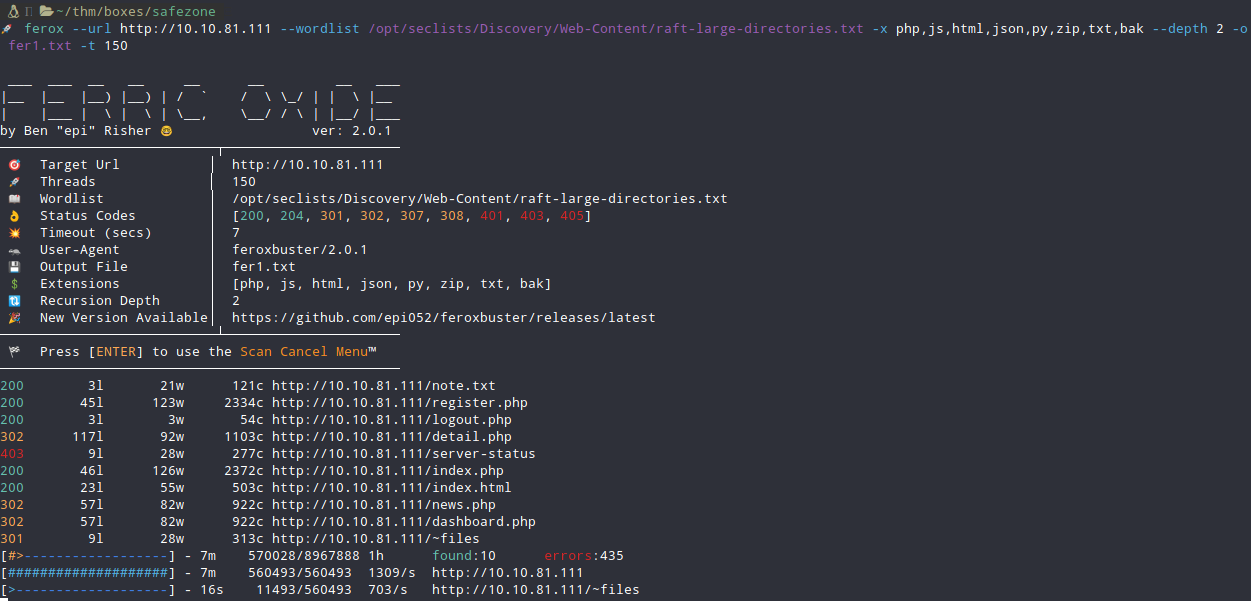 ~/thm/boxes/safezone
ferox --url http://10.10.81.111 --wordlist /opt/seclists/Discovery/Web-Content/raft-large-directories.txt -x php,js,html,json,py,zip,txt,bak --depth 2 -o
fer1.txt -t 150
FERRIC OXIDE
by Ben "epi" Risher 🤓 ver: 2.0.1
🎯 Target Url http://10.10.81.111
🚀 Threads 150
📖 Wordlist /opt/seclists/Discovery/Web-Content/raft-large-directories.txt
👌 Status Codes [200, 204, 301, 302, 307, 308, 401, 403, 405]
💥 Timeout (secs) 7
🦡 User-Agent feroxbuster/2.0.1
💾 Output File fer1.txt
💲 Extensions [php, js, html, json, py, zip, txt, bak]
🔃 Recursion Depth 2
🎉 New Version Available https://github.com/epi052/feroxbuster/releases/latest
🏁 Press [ENTER] to use the Scan Cancel Menu™
200 3l 21w 121c http://10.10.81.111/note.txt
200 45l 123w 2334c http://10.10.81.111/register.php
200 3l 3w 54c http://10.10.81.111/logout.php
302 117l 92w 1103c http://10.10.81.111/detail.php
403 9l 28w 277c http://10.10.81.111/server-status
200 46l 126w 2372c http://10.10.81.111/index.php
200 23l 55w 503c http://10.10.81.111/index.html
302 57l 82w 922c http://10.10.81.111/news.php
302 57l 82w 922c http://10.10.81.111/dashboard.php
301 9l 28w 313c http://10.10.81.111/~files
[#>------------------] - 7m 570028/8967888 1h found:10 errors:435
[####################] - 7m 560493/560493 1309/s http://10.10.81.111
[>-------------------] - 16s 11493/560493 703/s http://10.10.81.111/~files